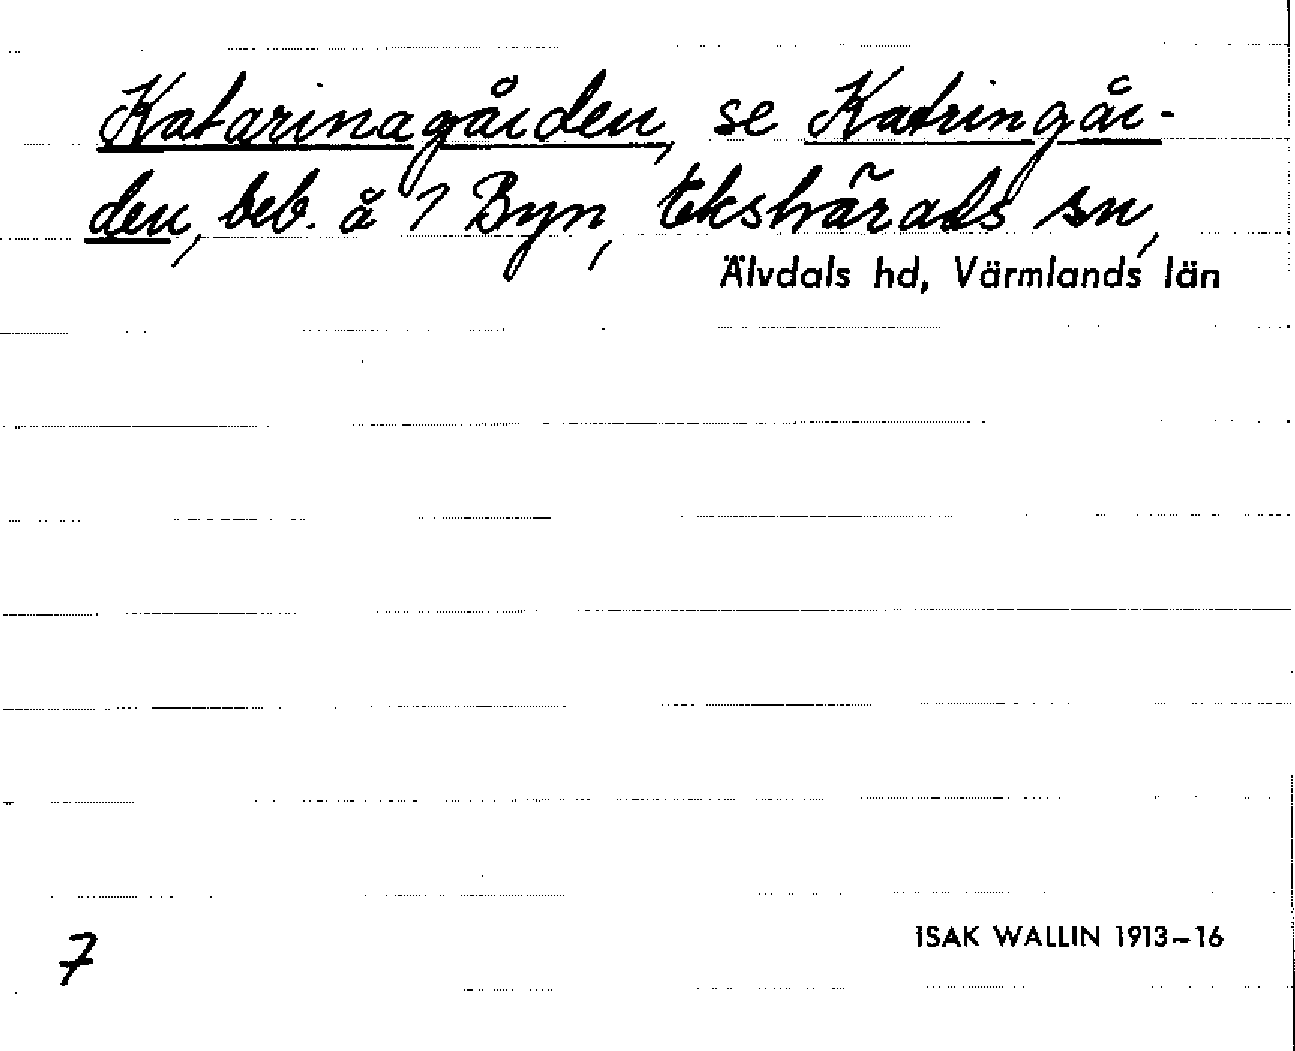 Katarinagården, se Katringår-
den, beb. å 1 Byn, Ekshärads sn,
Älvdals hd, Värmlands län
7
ISAK WALLIN 1913-16